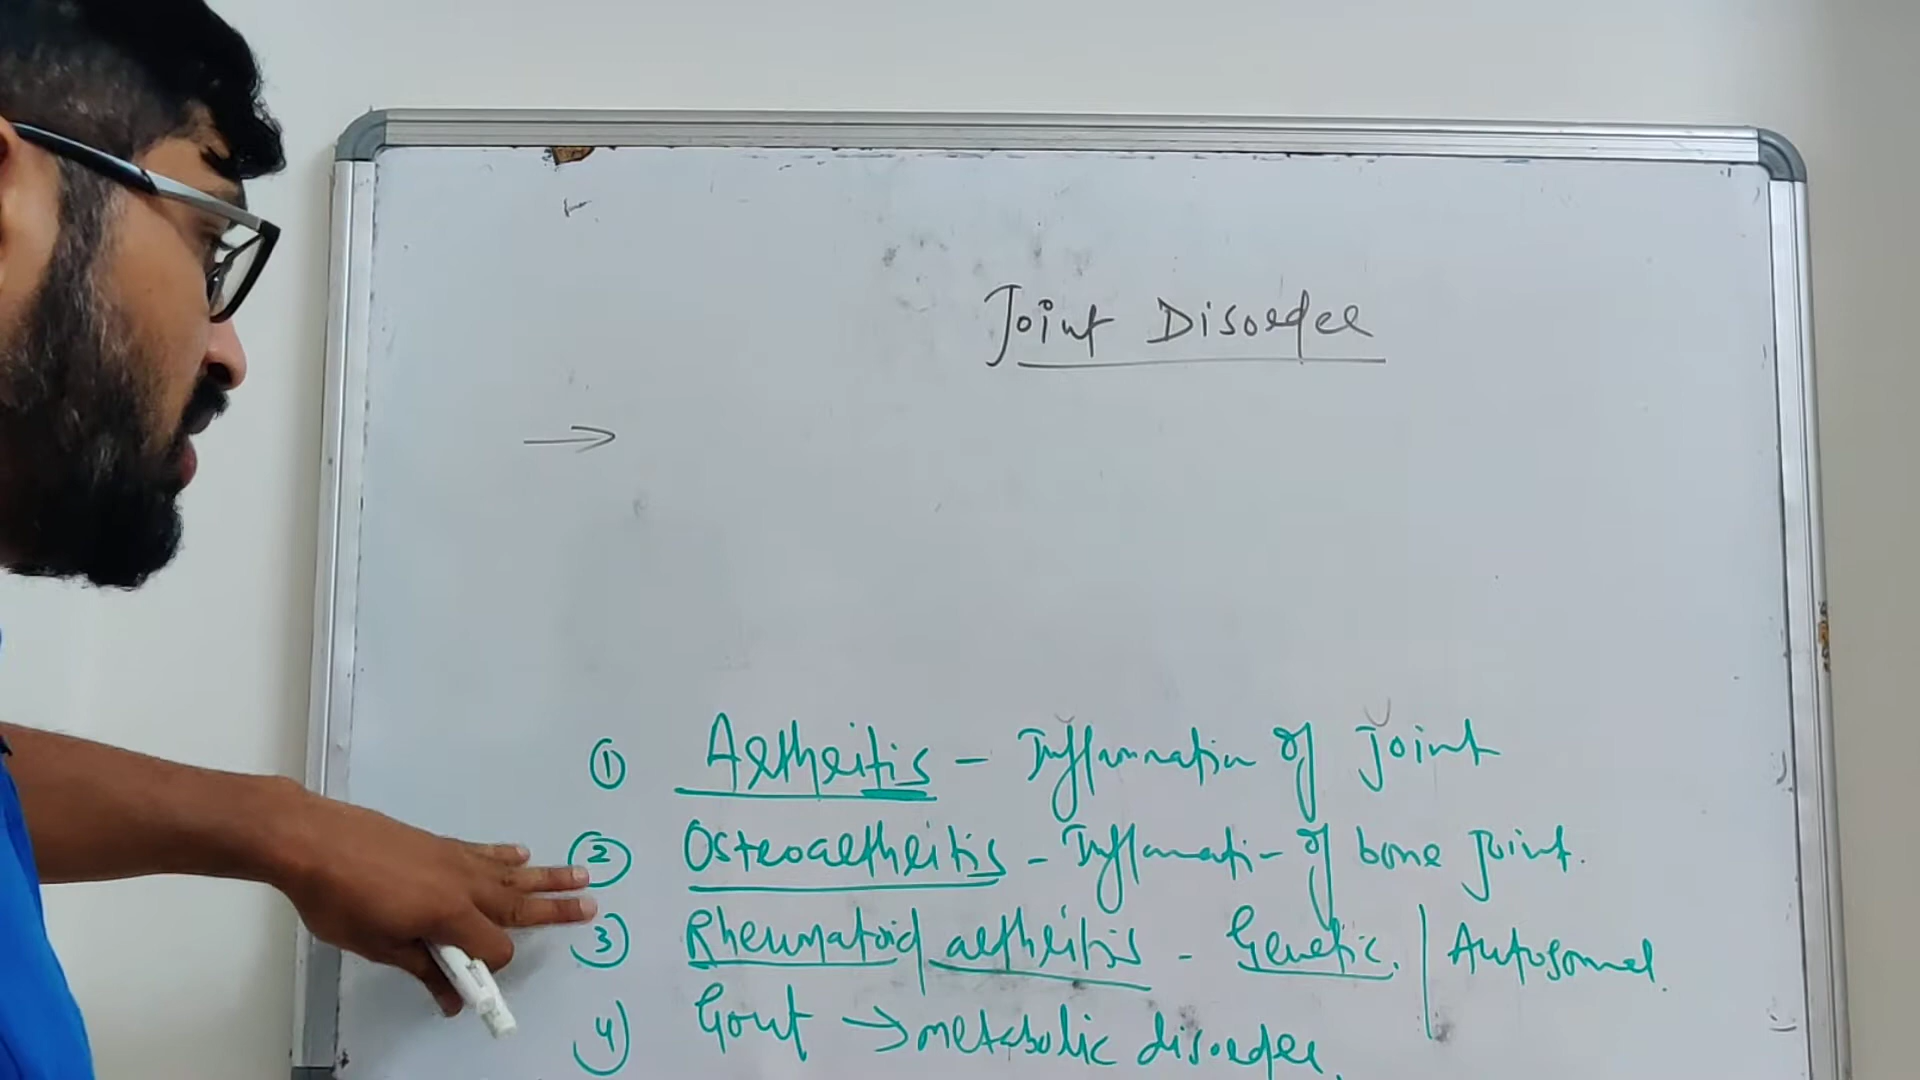 Joint Disorder
→
① Arthritis - Inflammation of Joint
② Osteoarthritis - Inflammati- of bone Joint.
3) Rheumatoid arthritis - Genetic. | Autosomal.
4) Gout → metabolic disorder.